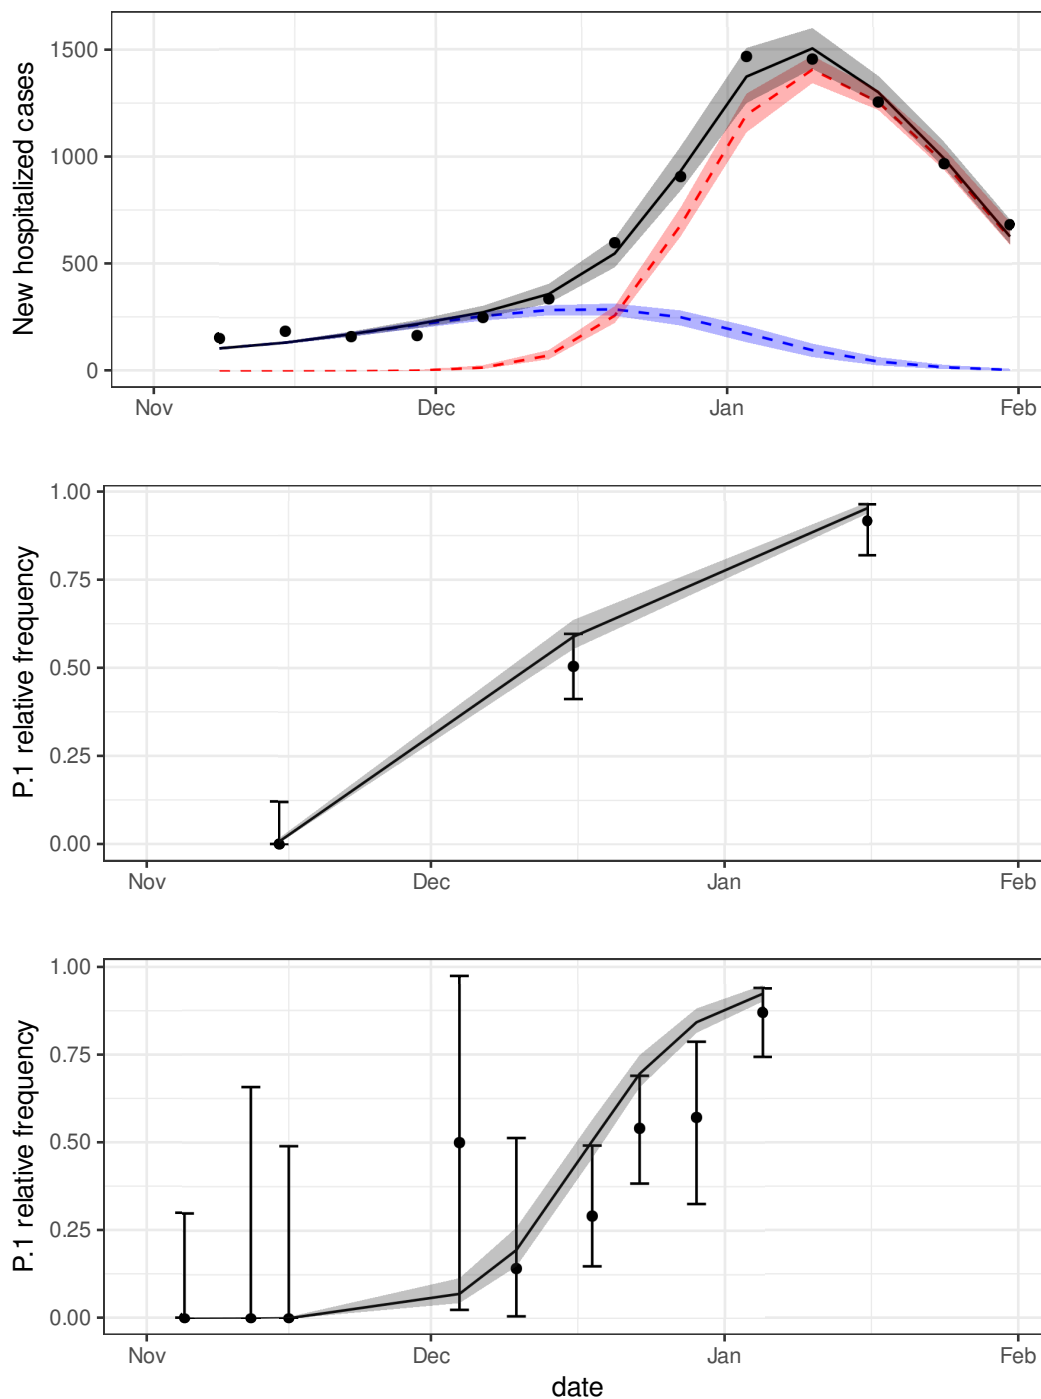 New hospitalized cases
1500
1000
500
0
Nov
Dec
Jan
Feb
P.1 relative frequency
1.00
0.75
0.50
0.25
0.00
Nov
Dec
Jan
Feb
P.1 relative frequency
1.00
0.75
0.50
0.25
0.00
Nov
Dec
Jan
Feb
date